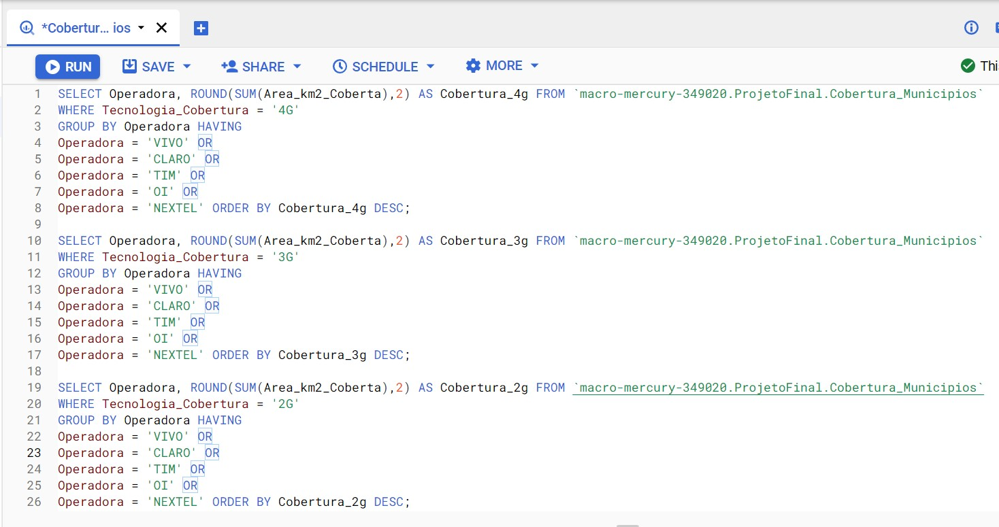 *Cobertur... ios
RUN SAVE SHARE SCHEDULE MORE Thi
1 SELECT Operadora, ROUND(SUM(Area_km2_Coberta),2) AS Cobertura_4g FROM `macro-mercury-349020.ProjetoFinal.Cobertura_Municipios`
2 WHERE Tecnologia_Cobertura = '4G'
3 GROUP BY Operadora HAVING
4 Operadora = 'VIVO' OR
5 Operadora = 'CLARO' OR
6 Operadora = 'TIM' OR
7 Operadora = 'OI' OR
8 Operadora = 'NEXTEL' ORDER BY Cobertura_4g DESC;
9
10 SELECT Operadora, ROUND(SUM(Area_km2_Coberta),2) AS Cobertura_3g FROM `macro-mercury-349020.ProjetoFinal.Cobertura_Municipios`
11 WHERE Tecnologia_Cobertura = '3G'
12 GROUP BY Operadora HAVING
13 Operadora = 'VIVO' OR
14 Operadora = 'CLARO' OR
15 Operadora = 'TIM' OR
16 Operadora = 'OI' OR
17 Operadora = 'NEXTEL' ORDER BY Cobertura_3g DESC;
18
19 SELECT Operadora, ROUND(SUM(Area_km2_Coberta),2) AS Cobertura_2g FROM `macro-mercury-349020.ProjetoFinal.Cobertura_Municipios`
20 WHERE Tecnologia_Cobertura = '2G'
21 GROUP BY Operadora HAVING
22 Operadora = 'VIVO' OR
23 Operadora = 'CLARO' OR
24 Operadora = 'TIM' OR
25 Operadora = 'OI' OR
26 Operadora = 'NEXTEL' ORDER BY Cobertura_2g DESC;